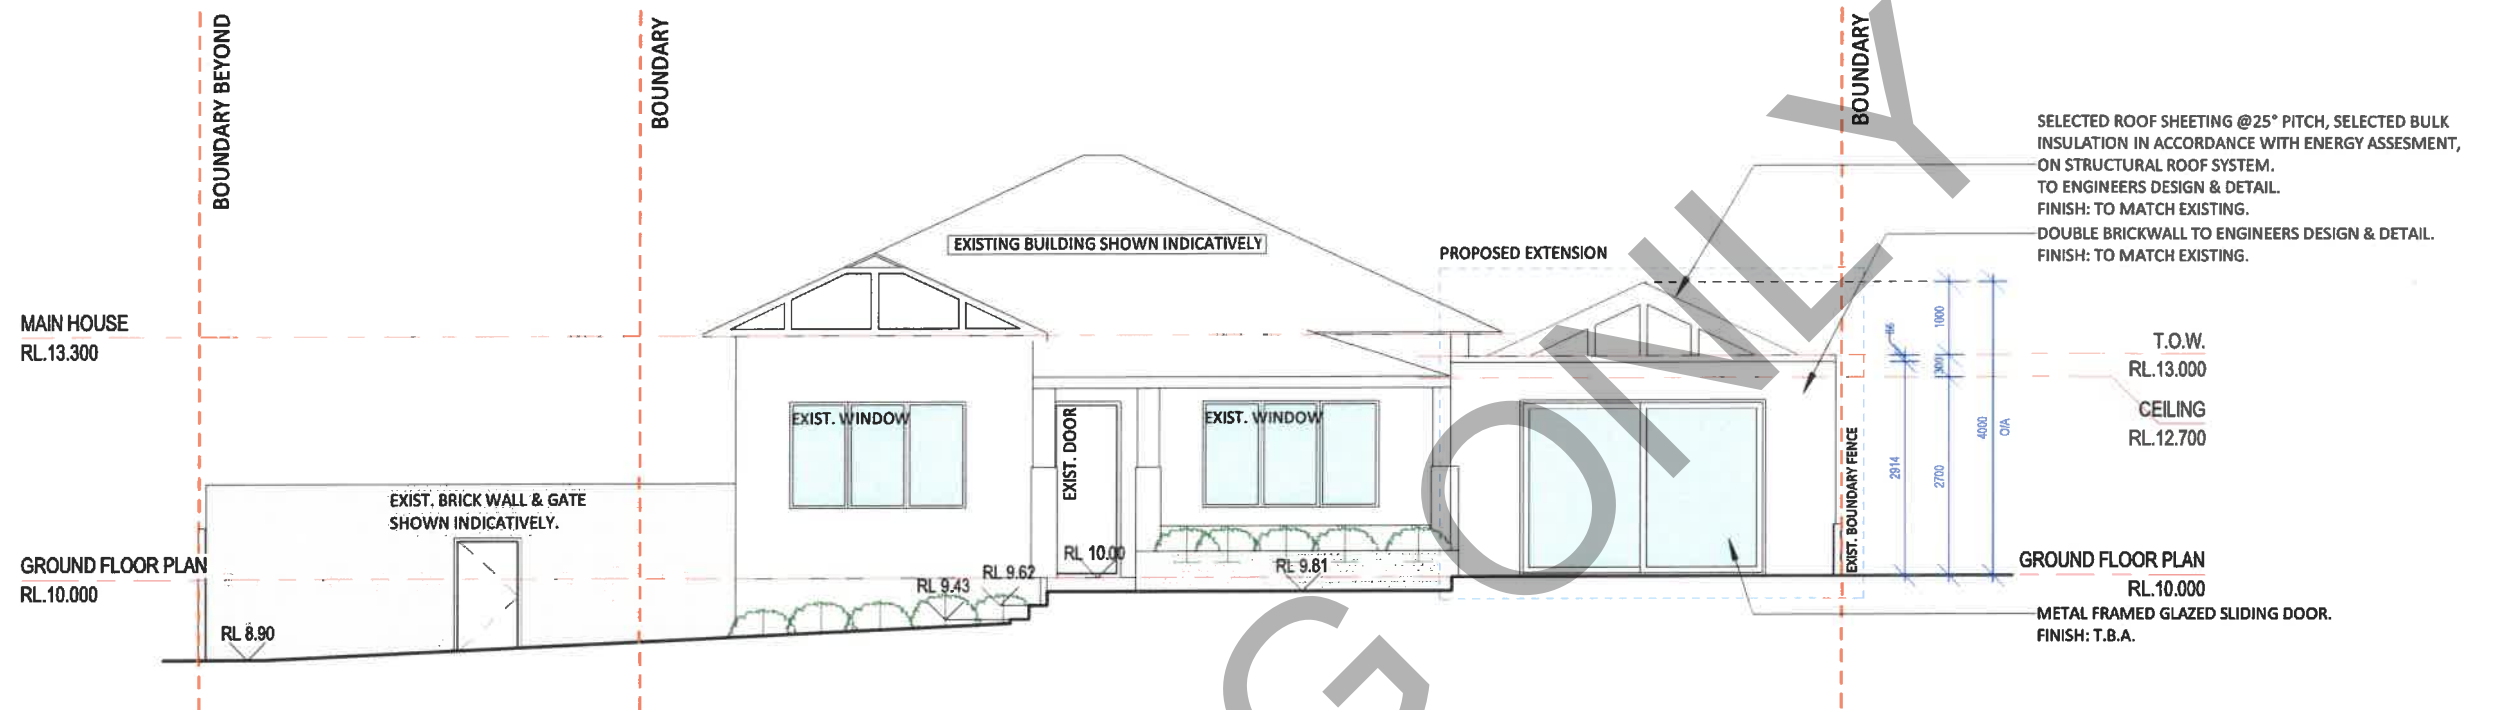 BOUNDARY BEYOND
BOUNDARY
BOUNDARY
SELECTED ROOF SHEETING @25° PITCH, SELECTED BULK
INSULATION IN ACCORDANCE WITH ENERGY ASSESMENT,
ON STRUCTURAL ROOF SYSTEM.
TO ENGINEERS DESIGN & DETAIL.
FINISH: TO MATCH EXISTING.
DOUBLE BRICKWALL TO ENGINEERS DESIGN & DETAIL.
FINISH: TO MATCH EXISTING.
EXISTING BUILDING SHOWN INDICATIVELY
PROPOSED EXTENSION
MAIN HOUSE
RL.13.300
86
1000
300
T.O.W.
RL.13.000
CEILING
RL.12.700
2914
2700
4000
O/A
EXIST. WINDOW
EXIST. DOOR
EXIST. WINDOW
EXIST. BOUNDARY FENCE
EXIST. BRICK WALL & GATE
SHOWN INDICATIVELY.
GROUND FLOOR PLAN
RL.10.000
RL 8.90
RL 9.43
RL 9.62
RL 10.00
RL 9.81
GROUND FLOOR PLAN
RL.10.000
METAL FRAMED GLAZED SLIDING DOOR.
FINISH: T.B.A.
G ONLY